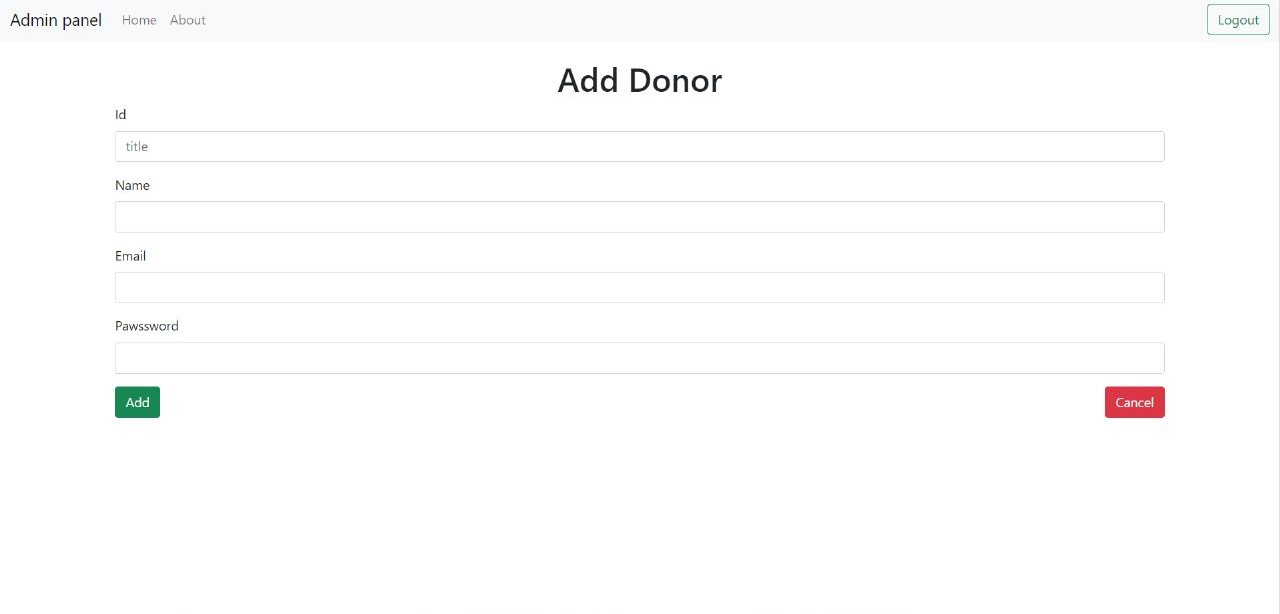 Admin panel Home About Logout
Add Donor
Id
title
Name
Email
Pawssword
Add Cancel